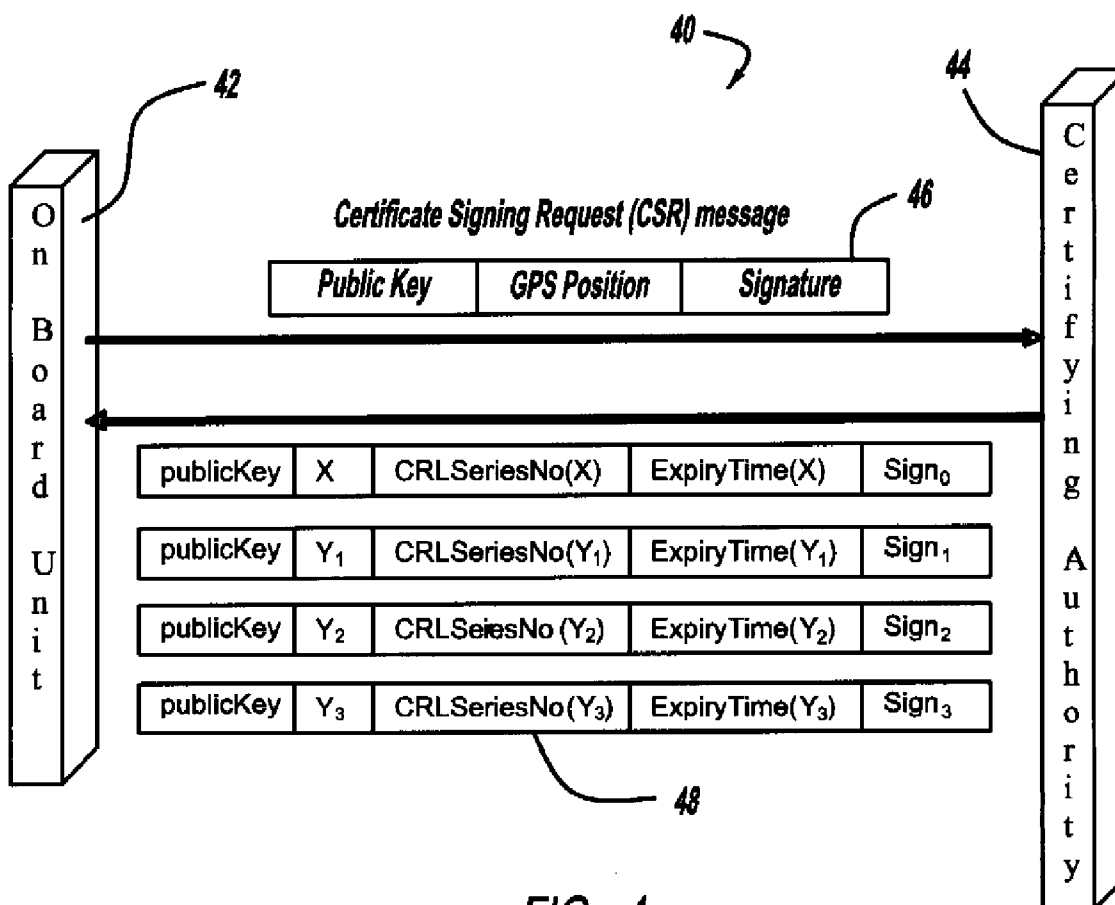 40
42
44
On Board Unit
Certifying Authority
Certificate Signing Request (CSR) message
46
Public Key GPS Position Signature
publicKey X CRLSeriesNo(X) ExpiryTime(X) Sign₀
publicKey Y₁ CRLSeriesNo(Y₁) ExpiryTime(Y₁) Sign₁
publicKey Y₂ CRLSeiesNo (Y₂) ExpiryTime(Y₂) Sign₂
publicKey Y₃ CRLSeriesNo(Y₃) ExpiryTime(Y₃) Sign₃
48
FIG